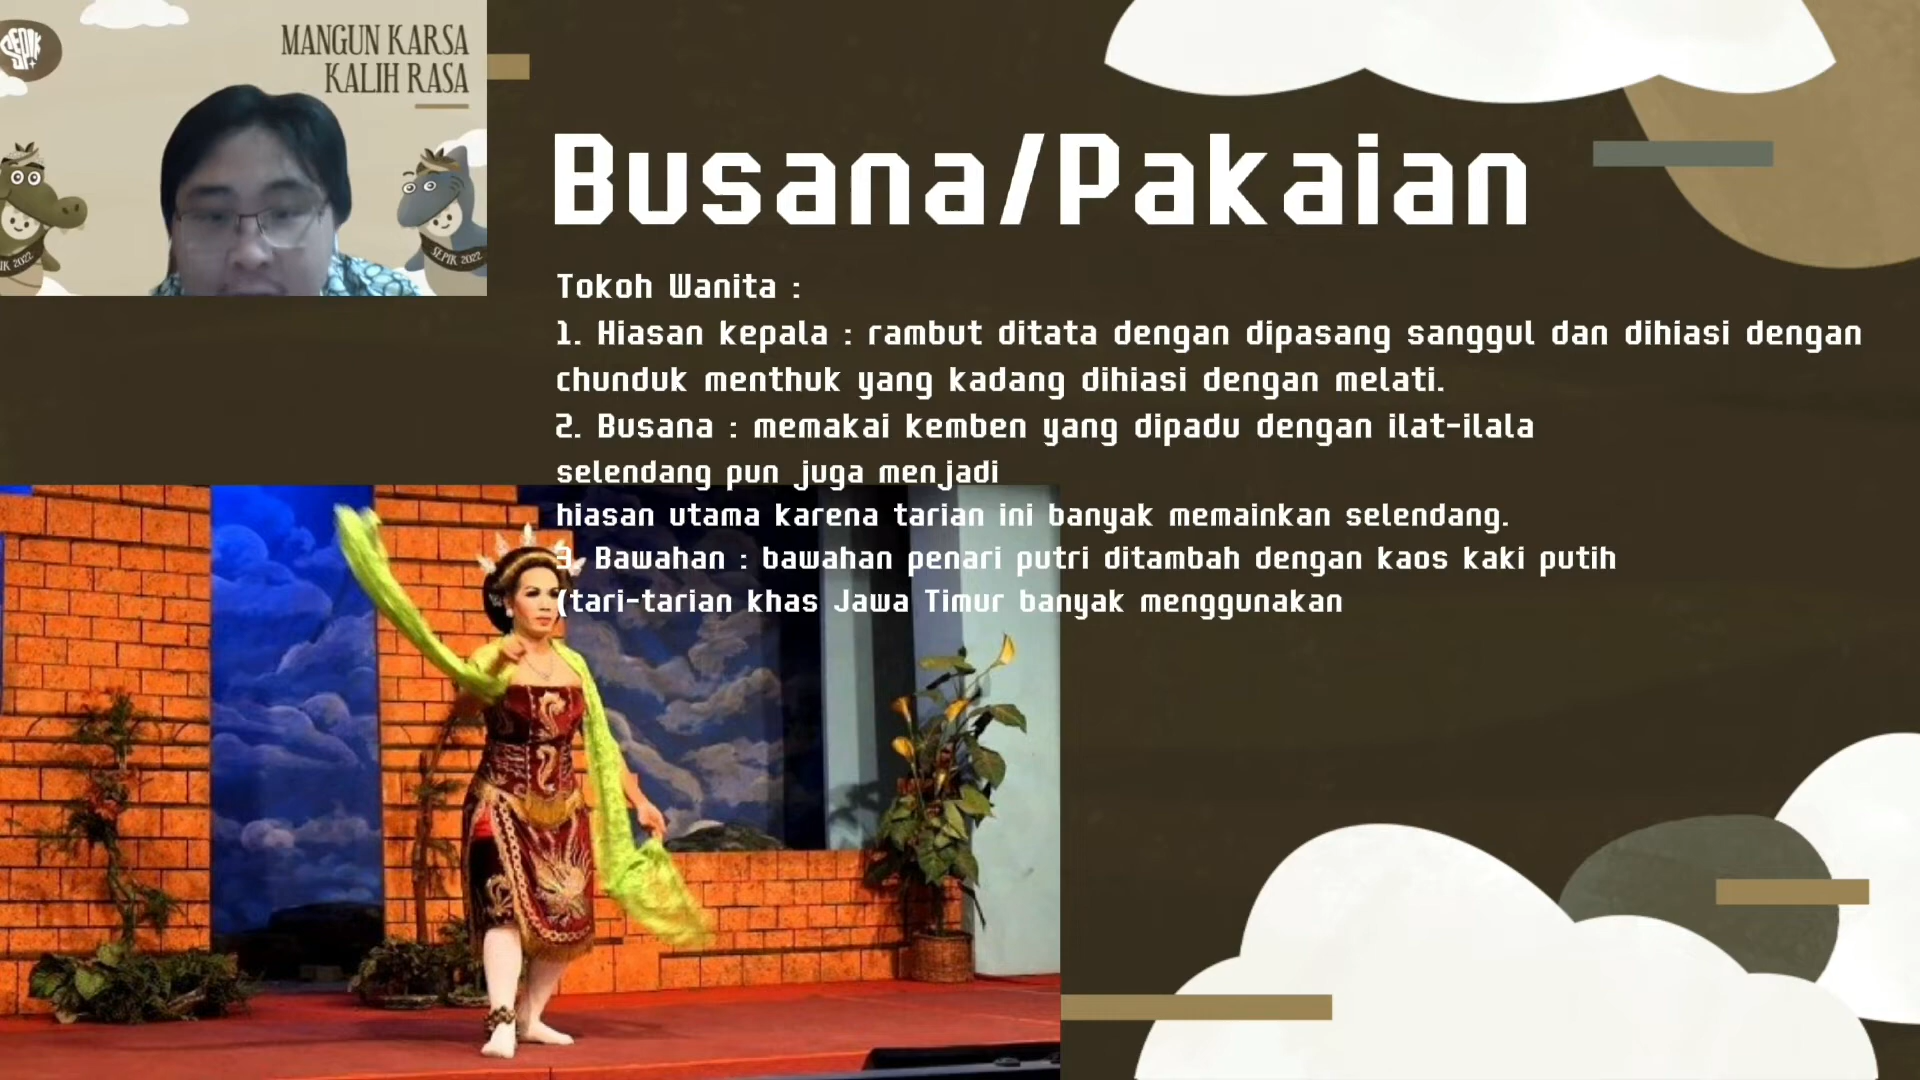 SEPIK
MANGUN KARSA
KALIH RASA
IK 2022
SEPIK 2022
Busana/Pakaian
Tokoh Wanita :
1. Hiasan kepala : rambut ditata dengan dipasang sanggul dan dihiasi dengan
chunduk menthuk yang kadang dihiasi dengan melati.
2. Busana : memakai kemben yang dipadu dengan ilat-ilala
selendang pun juga menjadi
hiasan utama karena tarian ini banyak memainkan selendang.
3. Bawahan : bawahan penari putri ditambah dengan kaos kaki putih
(tari-tarian khas Jawa Timur banyak menggunakan